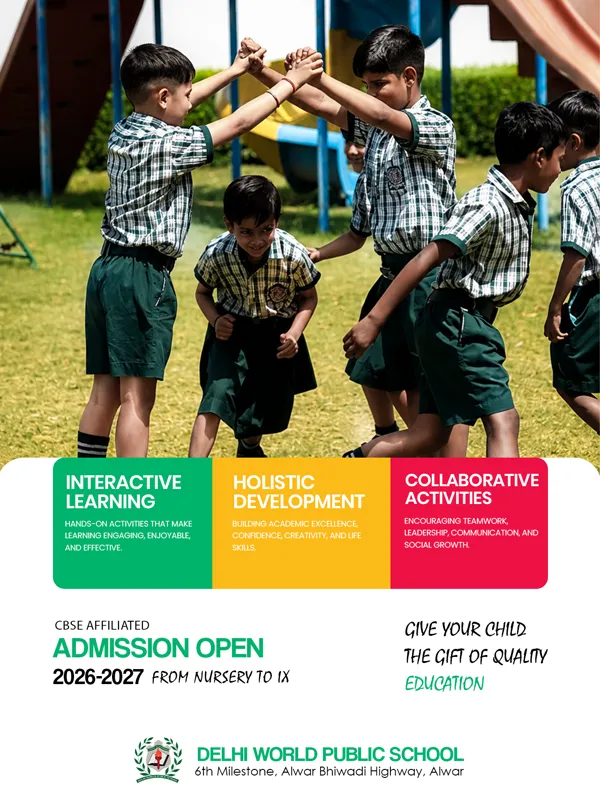 INTERACTIVE
LEARNING
HANDS-ON ACTIVITIES THAT MAKE
LEARNING ENGAGING, ENJOYABLE,
AND EFFECTIVE.
HOLISTIC
DEVELOPMENT
BUILDING ACADEMIC EXCELLENCE,
CONFIDENCE, CREATIVITY, AND LIFE
SKILLS.
COLLABORATIVE
ACTIVITIES
ENCOURAGING TEAMWORK,
LEADERSHIP, COMMUNICATION, AND
SOCIAL GROWTH.
CBSE AFFILIATED
ADMISSION OPEN
2026-2027 FROM NURSERY TO IX
GIVE YOUR CHILD
THE GIFT OF QUALITY
EDUCATION
DELHI WORLD PUBLIC SCHOOL
6th Milestone, Alwar Bhiwadi Highway, Alwar